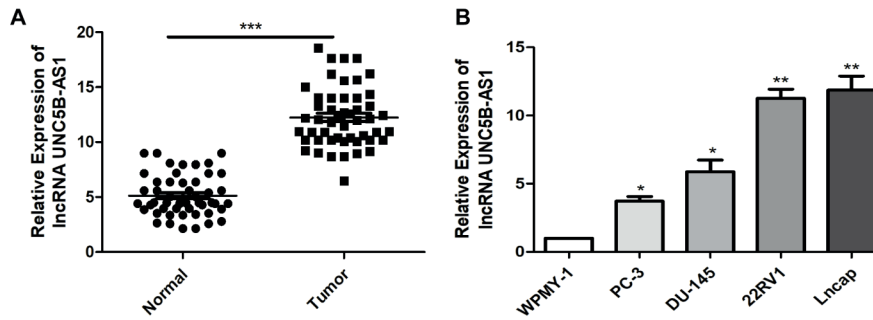 A
Relative Expression of
lncRNA UNC5B-AS1
20
15
10
5
0
***
Normal
Tumor
B
Relative Expression of
lncRNA UNC5B-AS1
15
10
5
0
*
*
**
**
WPMY-1
PC-3
DU-145
22RV1
Lncap